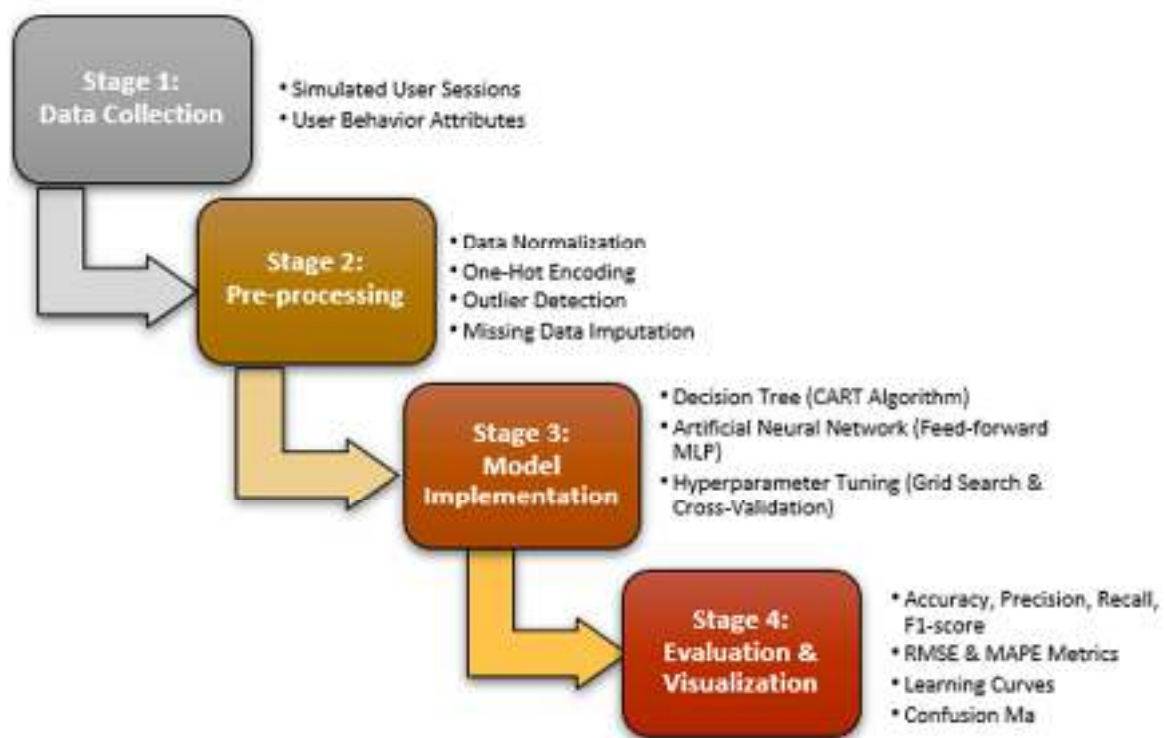 Stage 1:
Data Collection
• Simulated User Sessions
• User Behavior Attributes
Stage 2:
Pre-processing
• Data Normalization
• One-Hot Encoding
• Outlier Detection
• Missing Data Imputation
Stage 3:
Model
Implementation
• Decision Tree (CART Algorithm)
• Artificial Neural Network (Feed-forward
MLP)
• Hyperparameter Tuning (Grid Search &
Cross-Validation)
Stage 4:
Evaluation &
Visualization
• Accuracy, Precision, Recall,
F1-score
• RMSE & MAPE Metrics
• Learning Curves
• Confusion Ma